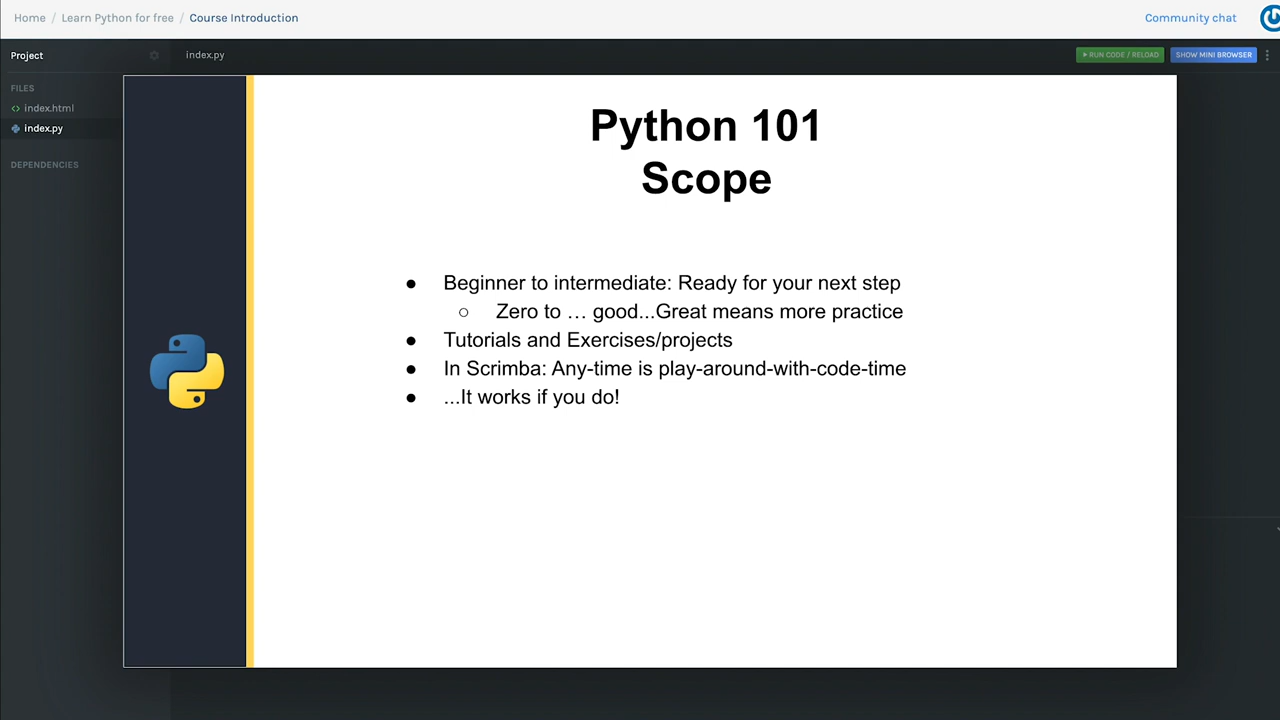 Home / Learn Python for free / Course Introduction
Community chat
Project
index.py
RUN CODE / RELOAD
SHOW MINI BROWSER
FILES
index.html
index.py
DEPENDENCIES
Python 101
Scope
● Beginner to intermediate: Ready for your next step
○ Zero to … good...Great means more practice
● Tutorials and Exercises/projects
● In Scrimba: Any-time is play-around-with-code-time
● ...It works if you do!